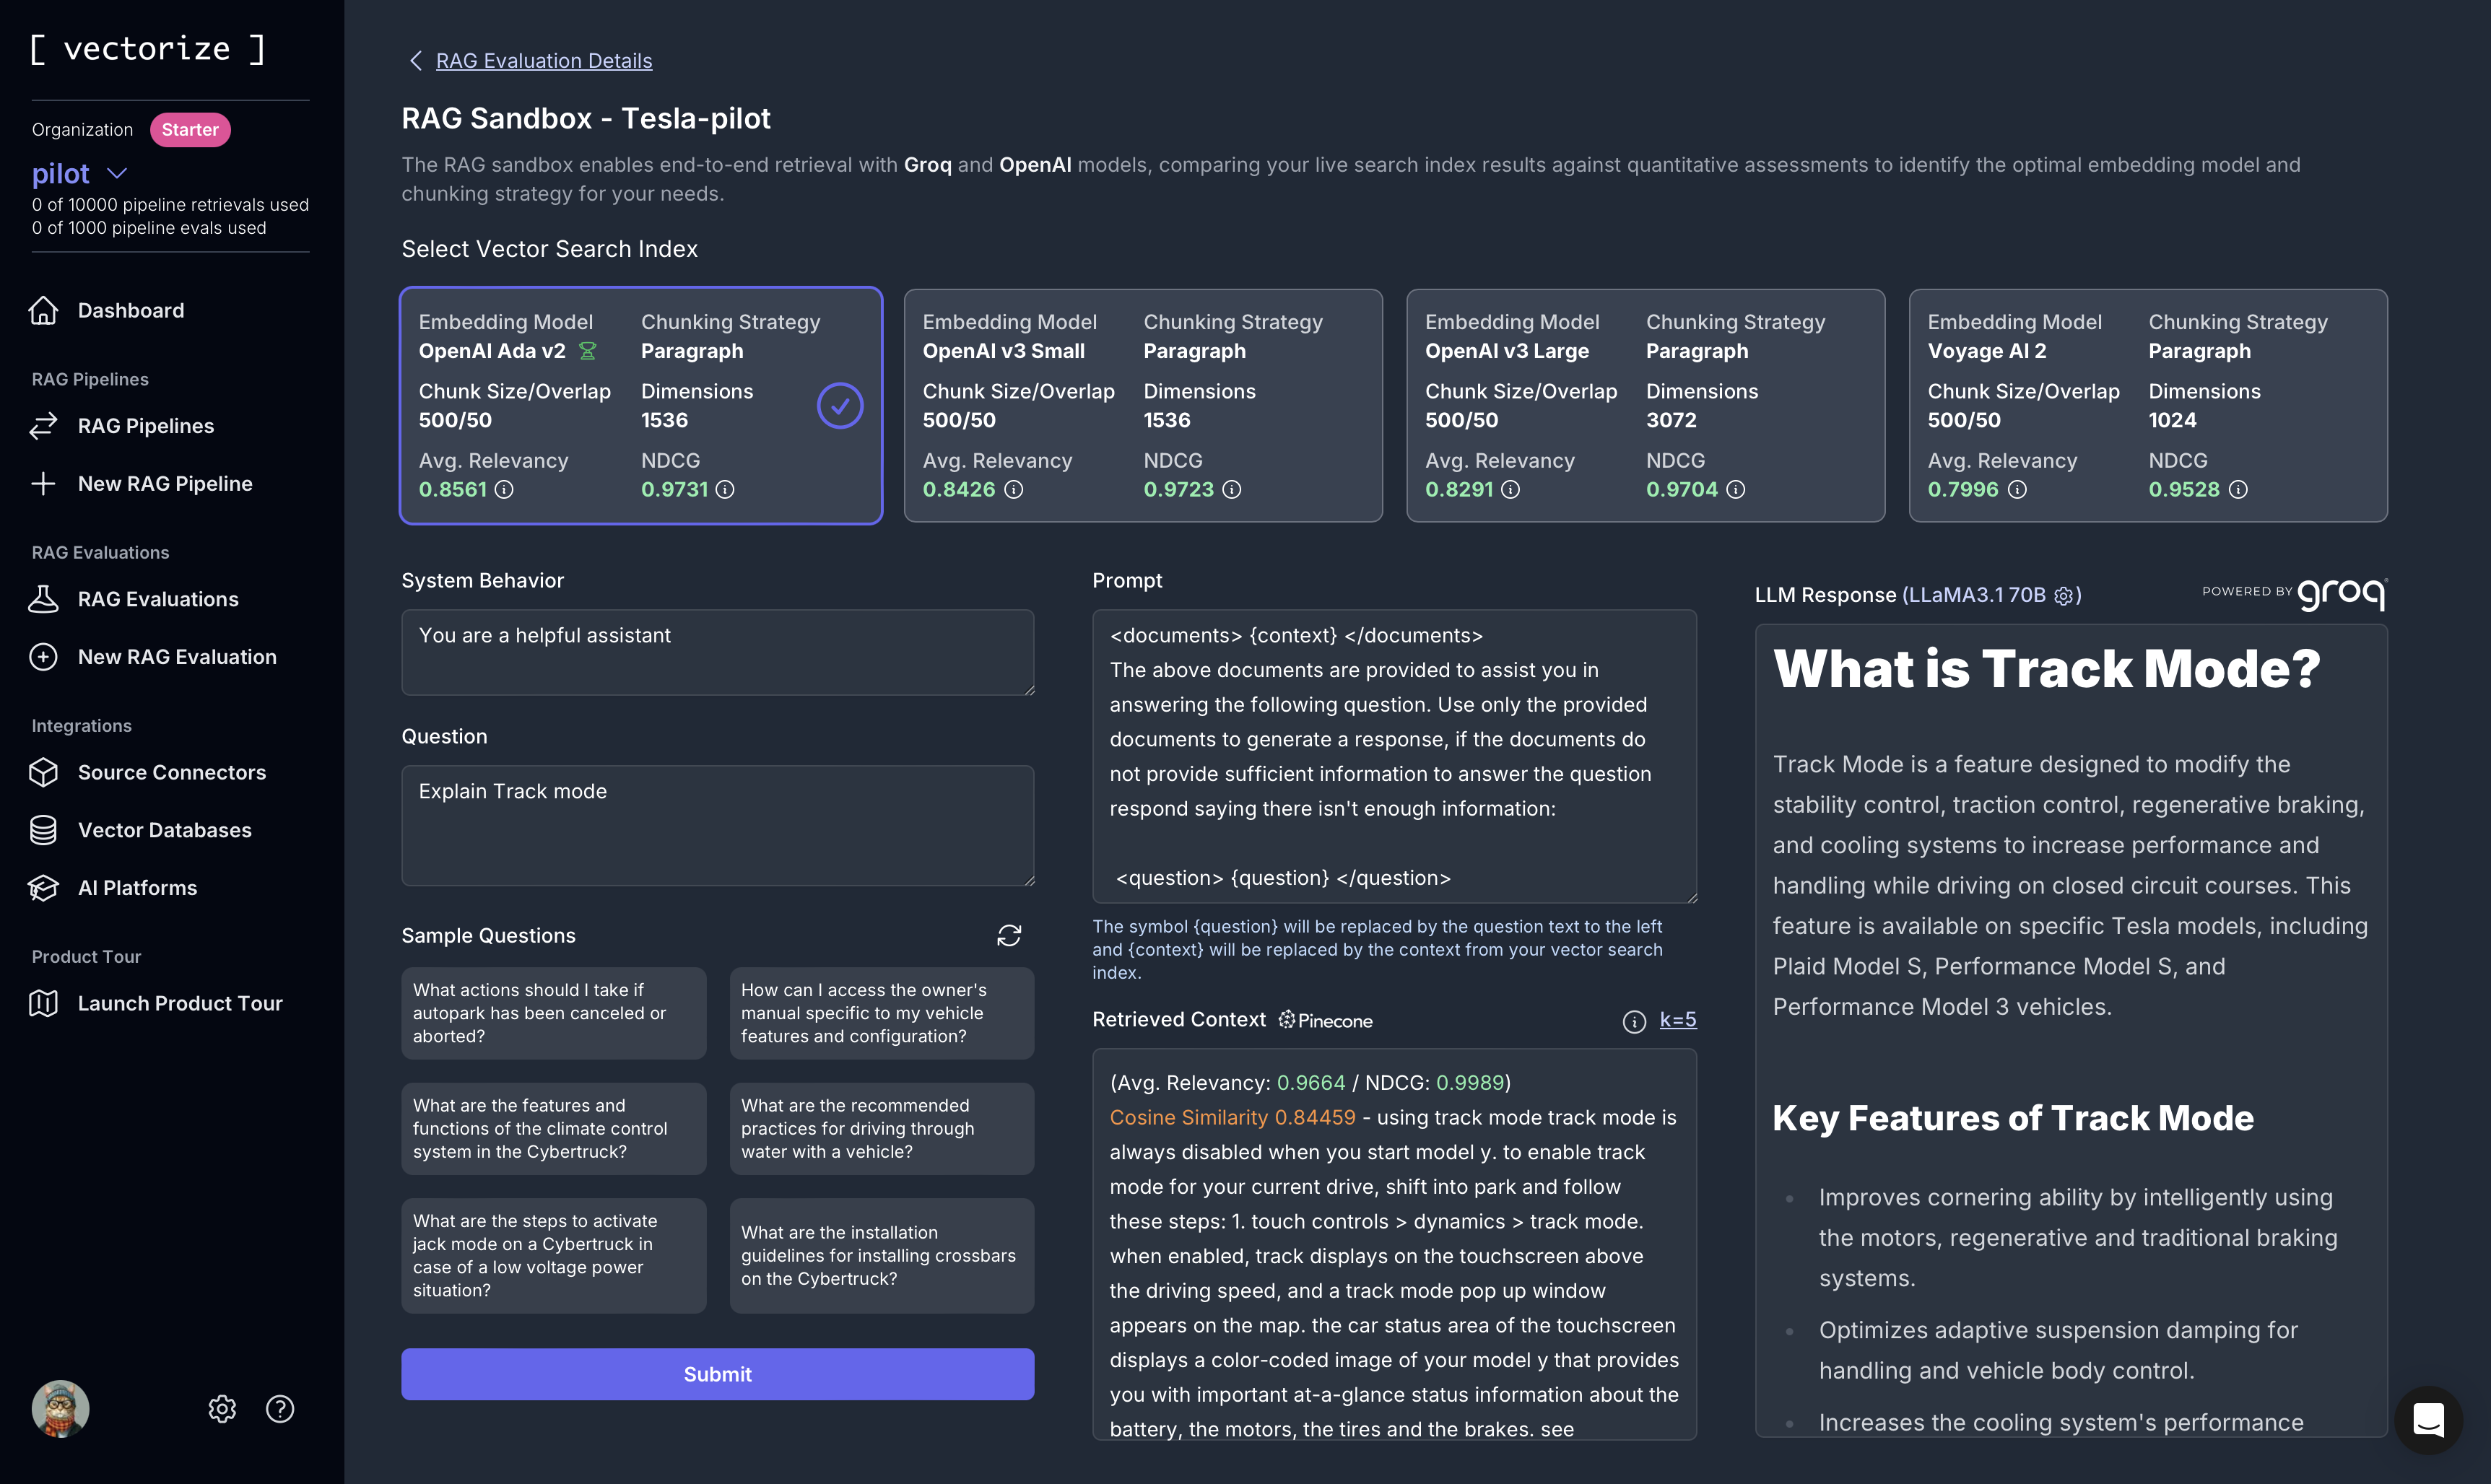 [ vectorize ]
Organization Starter
pilot
0 of 10000 pipeline retrievals used
0 of 1000 pipeline evals used
Dashboard
RAG Pipelines
RAG Pipelines
New RAG Pipeline
RAG Evaluations
RAG Evaluations
New RAG Evaluation
Integrations
Source Connectors
Vector Databases
AI Platforms
Product Tour
Launch Product Tour
RAG Evaluation Details
RAG Sandbox - Tesla-pilot
The RAG sandbox enables end-to-end retrieval with Groq and OpenAI models, comparing your live search index results against quantitative assessments to identify the optimal embedding model and
chunking strategy for your needs.
Select Vector Search Index
Embedding Model Chunking Strategy
OpenAI Ada v2 Paragraph
Chunk Size/Overlap Dimensions
500/50 1536
Avg. Relevancy NDCG
0.8561 0.9731
Embedding Model Chunking Strategy
OpenAI v3 Small Paragraph
Chunk Size/Overlap Dimensions
500/50 1536
Avg. Relevancy NDCG
0.8426 0.9723
Embedding Model Chunking Strategy
OpenAI v3 Large Paragraph
Chunk Size/Overlap Dimensions
500/50 3072
Avg. Relevancy NDCG
0.8291 0.9704
Embedding Model Chunking Strategy
Voyage AI 2 Paragraph
Chunk Size/Overlap Dimensions
500/50 1024
Avg. Relevancy NDCG
0.7996 0.9528
System Behavior
You are a helpful assistant
Question
Explain Track mode
Sample Questions
What actions should I take if
autopark has been canceled or
aborted?
How can I access the owner's
manual specific to my vehicle
features and configuration?
What are the features and
functions of the climate control
system in the Cybertruck?
What are the recommended
practices for driving through
water with a vehicle?
What are the steps to activate
jack mode on a Cybertruck in
case of a low voltage power
situation?
What are the installation
guidelines for installing crossbars
on the Cybertruck?
Submit
Prompt
<documents> {context} </documents>
The above documents are provided to assist you in
answering the following question. Use only the provided
documents to generate a response, if the documents do
not provide sufficient information to answer the question
respond saying there isn't enough information:
<question> {question} </question>
The symbol {question} will be replaced by the question text to the left
and {context} will be replaced by the context from your vector search
index.
Retrieved Context Pinecone k=5
(Avg. Relevancy: 0.9664 / NDCG: 0.9989)
Cosine Similarity 0.84459 - using track mode track mode is
always disabled when you start model y. to enable track
mode for your current drive, shift into park and follow
these steps: 1. touch controls > dynamics > track mode.
when enabled, track displays on the touchscreen above
the driving speed, and a track mode pop up window
appears on the map. the car status area of the touchscreen
displays a color-coded image of your model y that provides
you with important at-a-glance status information about the
battery, the motors, the tires and the brakes. see
LLM Response (LLaMA3.1 70B)
POWERED BY groq
What is Track Mode?
Track Mode is a feature designed to modify the
stability control, traction control, regenerative braking,
and cooling systems to increase performance and
handling while driving on closed circuit courses. This
feature is available on specific Tesla models, including
Plaid Model S, Performance Model S, and
Performance Model 3 vehicles.
Key Features of Track Mode
Improves cornering ability by intelligently using
the motors, regenerative and traditional braking
systems.
Optimizes adaptive suspension damping for
handling and vehicle body control.
Increases the cooling system's performance